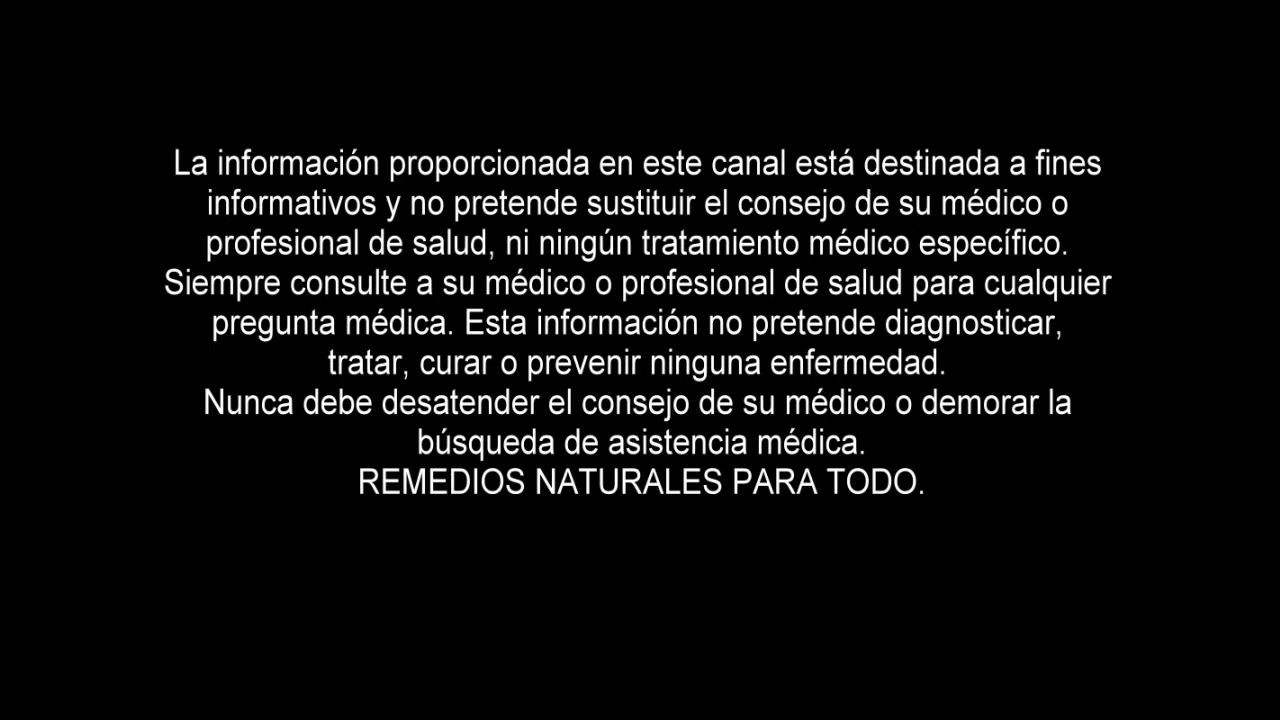 La información proporcionada en este canal está destinada a fines
informativos y no pretende sustituir el consejo de su médico o
profesional de salud, ni ningún tratamiento médico específico.
Siempre consulte a su médico o profesional de salud para cualquier
pregunta médica. Esta información no pretende diagnosticar,
tratar, curar o prevenir ninguna enfermedad.
Nunca debe desatender el consejo de su médico o demorar la
búsqueda de asistencia médica.
REMEDIOS NATURALES PARA TODO.